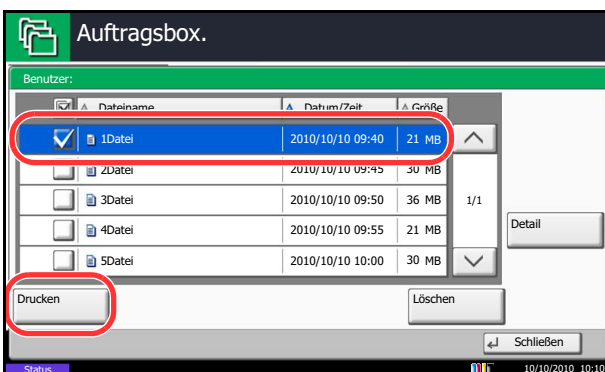 Auftragsbox.
Benutzer:
Dateiname Datum/Zeit Größe
1Datei 2010/10/10 09:40 21 MB
2Datei 2010/10/10 09:45 30 MB
3Datei 2010/10/10 09:50 36 MB 1/1
4Datei 2010/10/10 09:55 21 MB Detail
5Datei 2010/10/10 10:00 30 MB
Drucken Löschen
Schließen
Status 10/10/2010 10:10